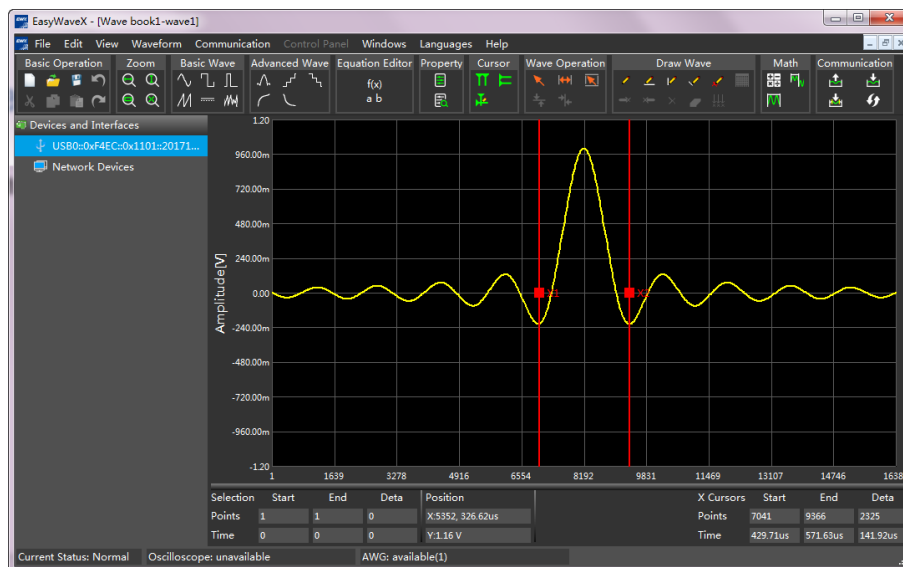 EasyWaveX - [Wave book1-wave1]
File Edit View Waveform Communication Control Panel Windows Languages Help
Basic Operation Zoom Basic Wave Advanced Wave Equation Editor Property Cursor Wave Operation Draw Wave Math Communication
f(x)
a b
Devices and Interfaces
USB0::0xF4EC::0x1101::20171...
Network Devices
Amplitude[V]
1.20
960.00m
720.00m
480.00m
240.00m
0.00
-240.00m
-480.00m
-720.00m
-960.00m
-1.20
X1
1 1639 3278 4916 6554 8192 9831 11469 13107 14746 1638
Selection Start End Deta Position X Cursors Start End Deta
Points 1 1 0 X:5352, 326.62us Points 7041 9366 2325
Time 0 0 0 Y:1.16 V Time 429.71us 571.63us 141.92us
Current Status: Normal Oscilloscope: unavailable AWG: available(1)